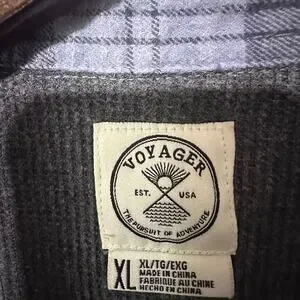 VOYAGER
EST. USA
THE PURSUIT OF ADVENTURE
XL
XL/TG/EXG
MADE IN CHINA
FABRIQUE AU CHINE
HECHO EN CHINA